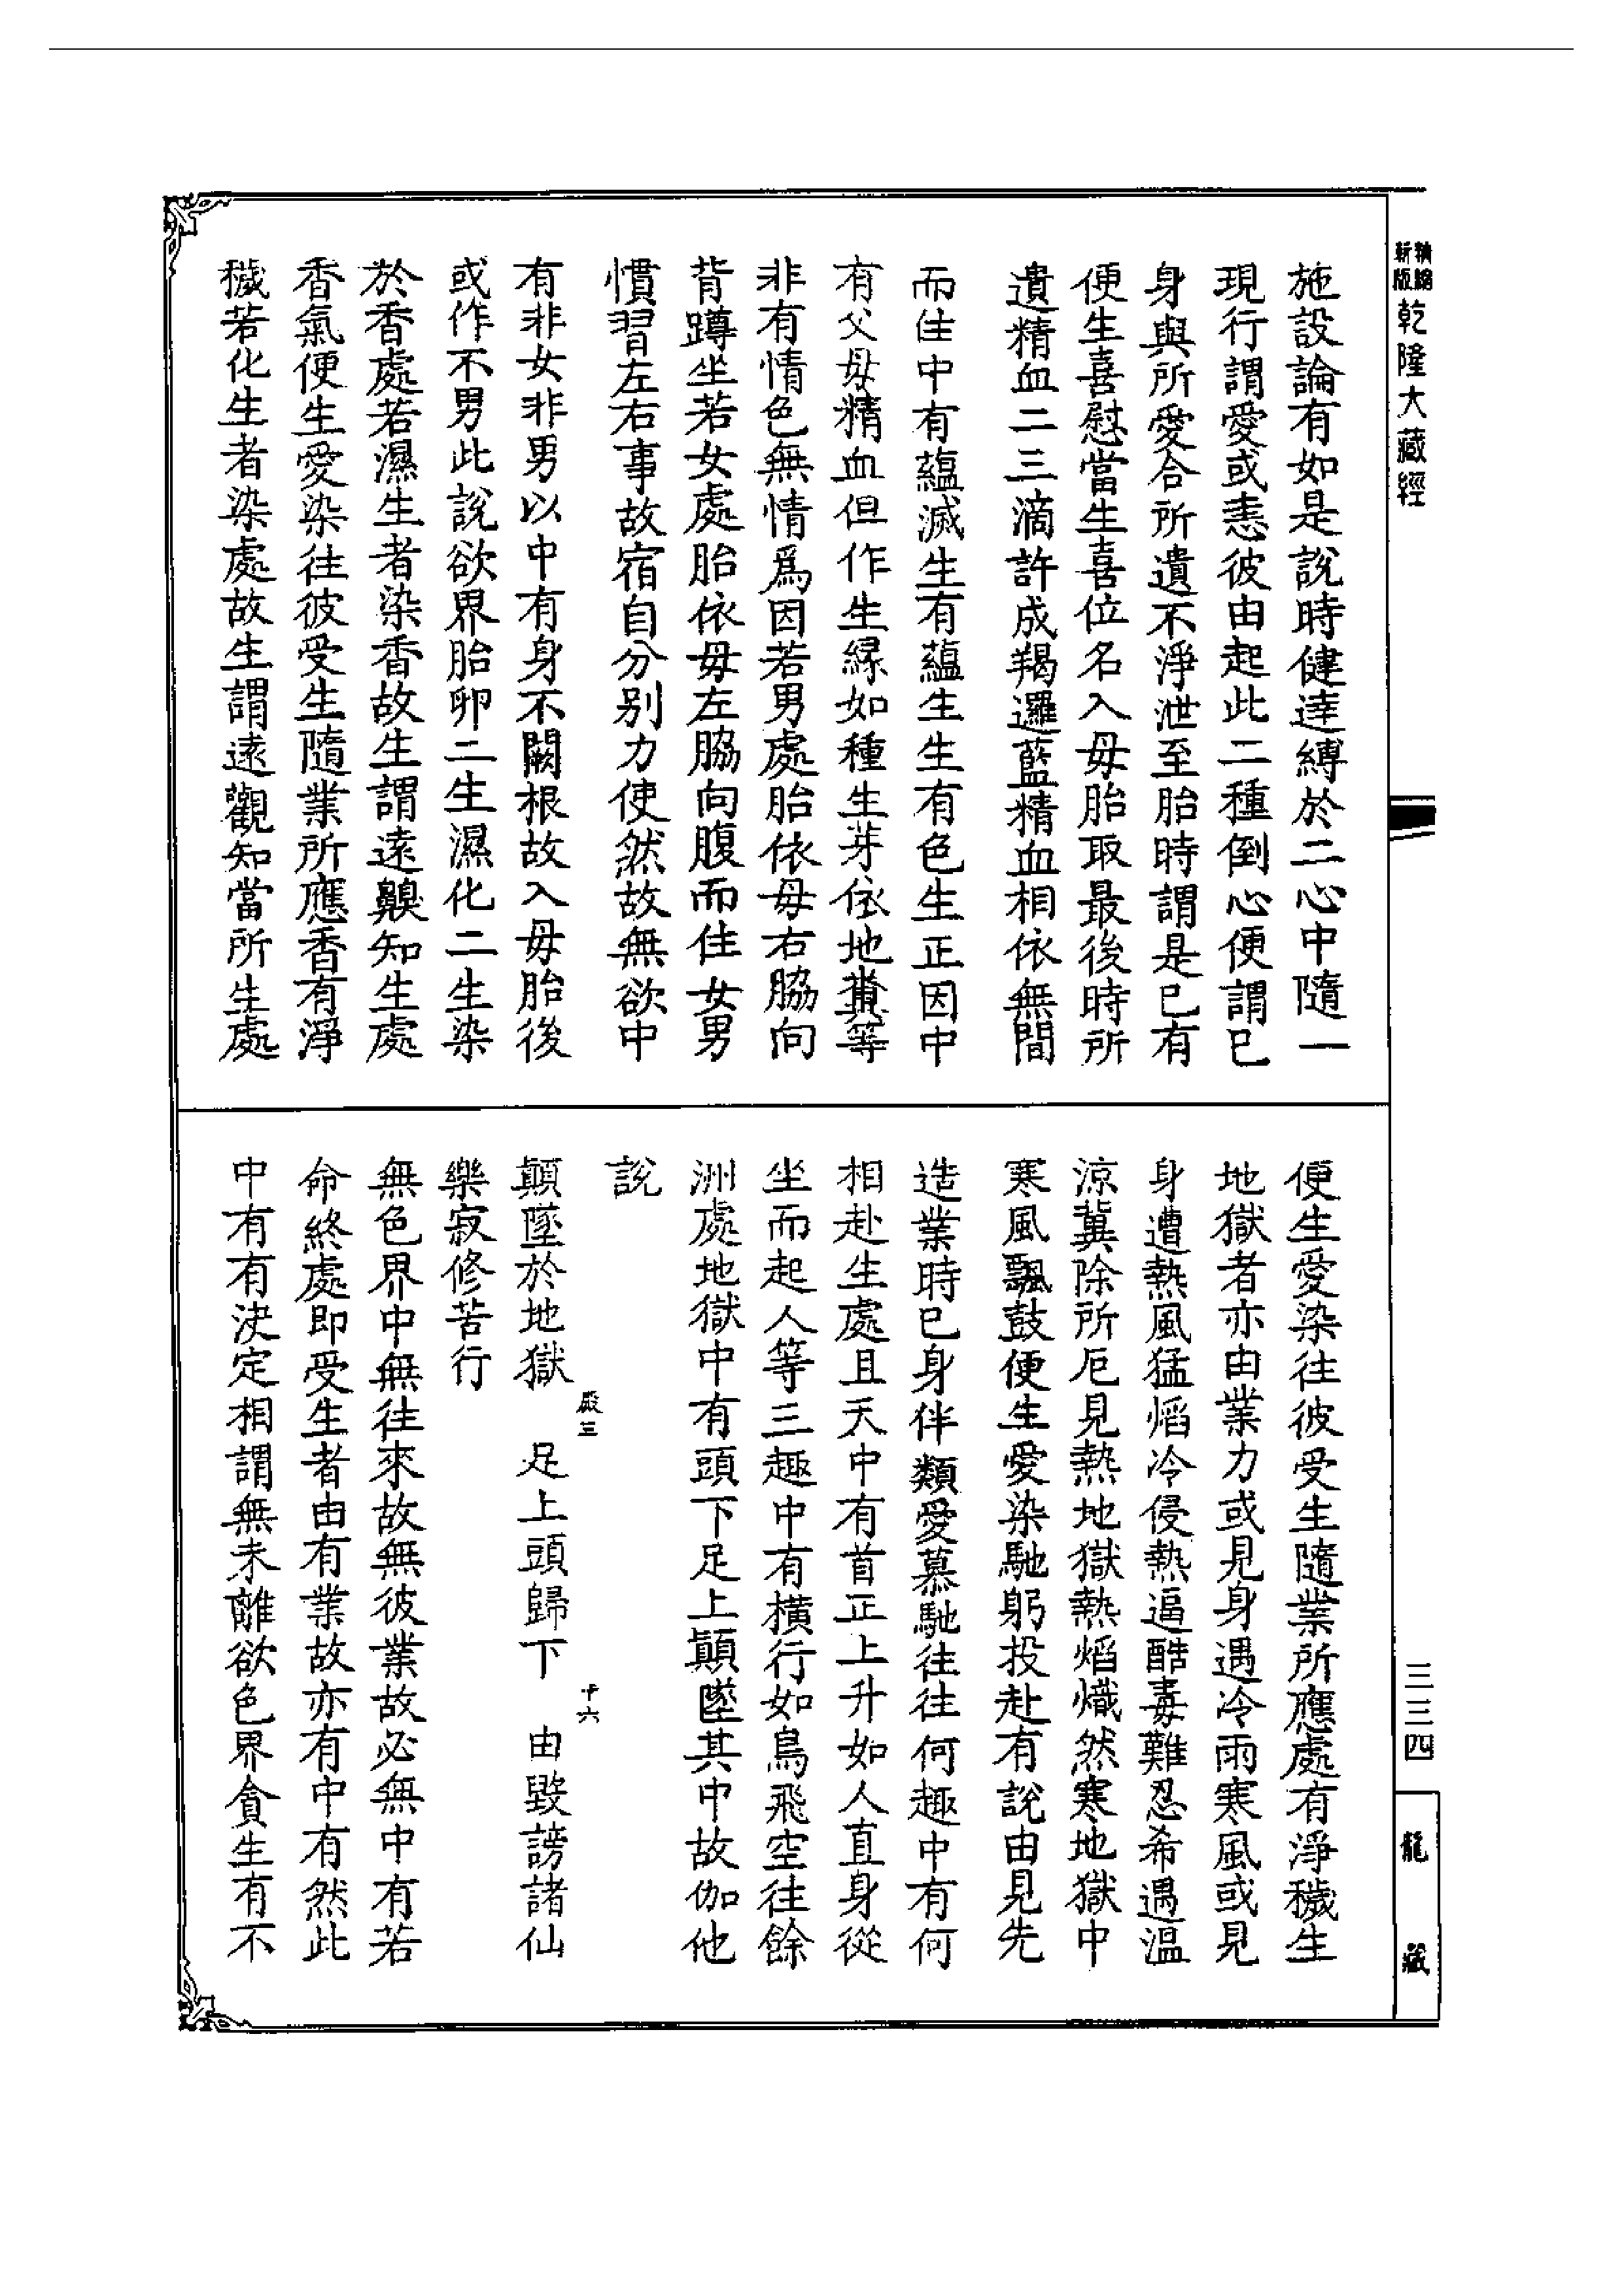 精縮新版乾隆大藏經
施設論有如是說時健達縛於二心中隨一
現行謂愛或恚彼由起此二種倒心便謂已
身與所愛合所遺不淨泄至胎時謂是已有
便生喜慰當生喜位名入毋胎取最後時所
遺精血二三滴許成羯邏藍精血相依無間
而住中有蘊滅生有蘊生生有色生正因中
有父母精血但作生緣如種生芽依地糞等
非有情色無情爲因若男處胎依母右脇向
背蹲坐若女處胎依毋左脇向腹而住女男
慣習左右事故宿自分別力使然故無欲中
有非女非男以中有身不闕根故入毋胎後
或作不男此說欲界胎卵二生濕化二生染
於香處若濕生者染香故生謂遠齅知生處
香氣便生愛染往彼受生隨業所應香有淨
穢若化生者染處故生謂遠觀知當所生處
便生愛染往彼受生隨業所應處有淨穢生
地獄者亦由業力或見身遇冷雨寒風或見
身遭熱風猛熖冷侵熱逼酷毒難忍希遇温
涼冀除所厄見熱地獄熱熖熾然寒地獄中
寒風飄鼓便生愛染馳躬投赴有說由見先
造業時已身伴類愛慕馳往往何趣中有何
相赴生處且天中有首正上升如人直身從
坐而起人等三趣中有橫行如鳥飛空往餘
洲處地獄中有頭下足上顚墜其中故伽他
說
殿三
十六
顚墜於地獄　足上頭歸下　由毀謗諸仙
樂寂修苦行
無色界中無往來故無彼業故必無中有若
命終處即受生者由有業故亦有中有然此
中有有決定相謂無未離欲色界貪生有不
三三四
龍藏